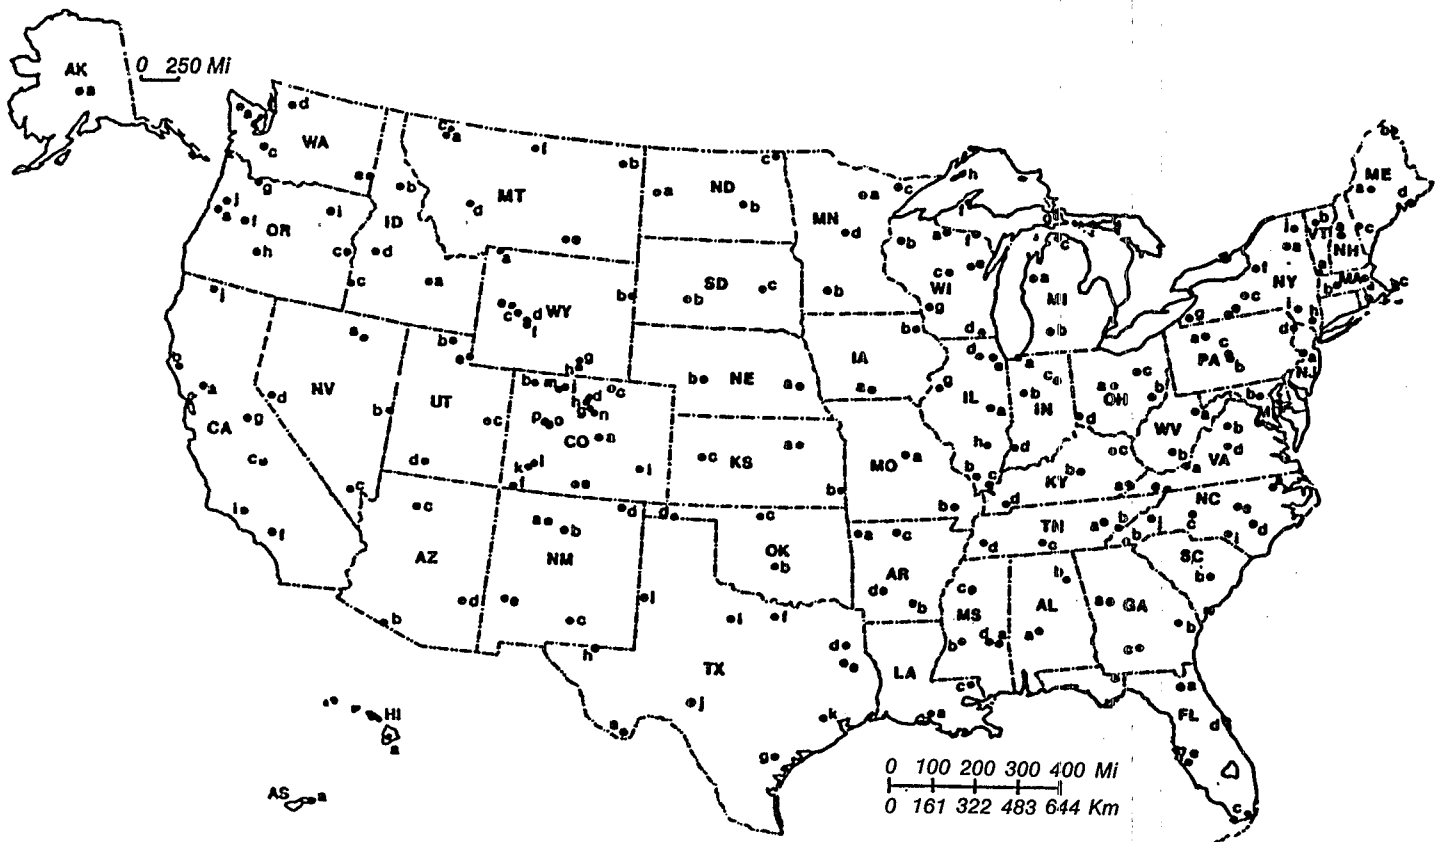 AK
a
0 250 Mi
WA
a
d
c
a
OR
g
j
a
f
i
h
c
ID
b
d
c
a
MT
c
a
f
b
d
e
ND
c
a
b
MN
a
c
d
b
SD
b
c
b
WY
a
c
d
e
f
NE
b
a
IA
b
a
WI
b
a
f
c
e
g
d
MI
h
f
c
a
b
ME
b
a
d
c
VT
b
a
NH
NY
j
a
f
c
g
i
h
MA
b
c
PA
a
c
b
d
NJ
a
MD
b
OH
a
c
b
d
IN
a
c
b
d
IL
d
g
a
h
b
c
CA
j
b
a
g
c
i
f
NV
a
d
b
c
UT
b
a
c
d
CO
b
m
j
c
h
g
d
n
p
o
a
k
i
f
e
KS
a
c
b
MO
a
b
KY
b
c
a
d
WV
a
b
VA
b
d
a
NC
a
e
d
c
j
i
TN
a
b
c
d
SC
b
AZ
c
d
b
NM
a
b
d
e
c
OK
d
c
b
AR
a
c
d
b
MS
c
b
d
a
c
AL
b
a
GA
a
b
c
TX
i
f
d
e
h
j
a
k
g
LA
a
FL
a
d
c
HI
a
AS
a
0 100 200 300 400 Mi
0 161 322 483 644 Km